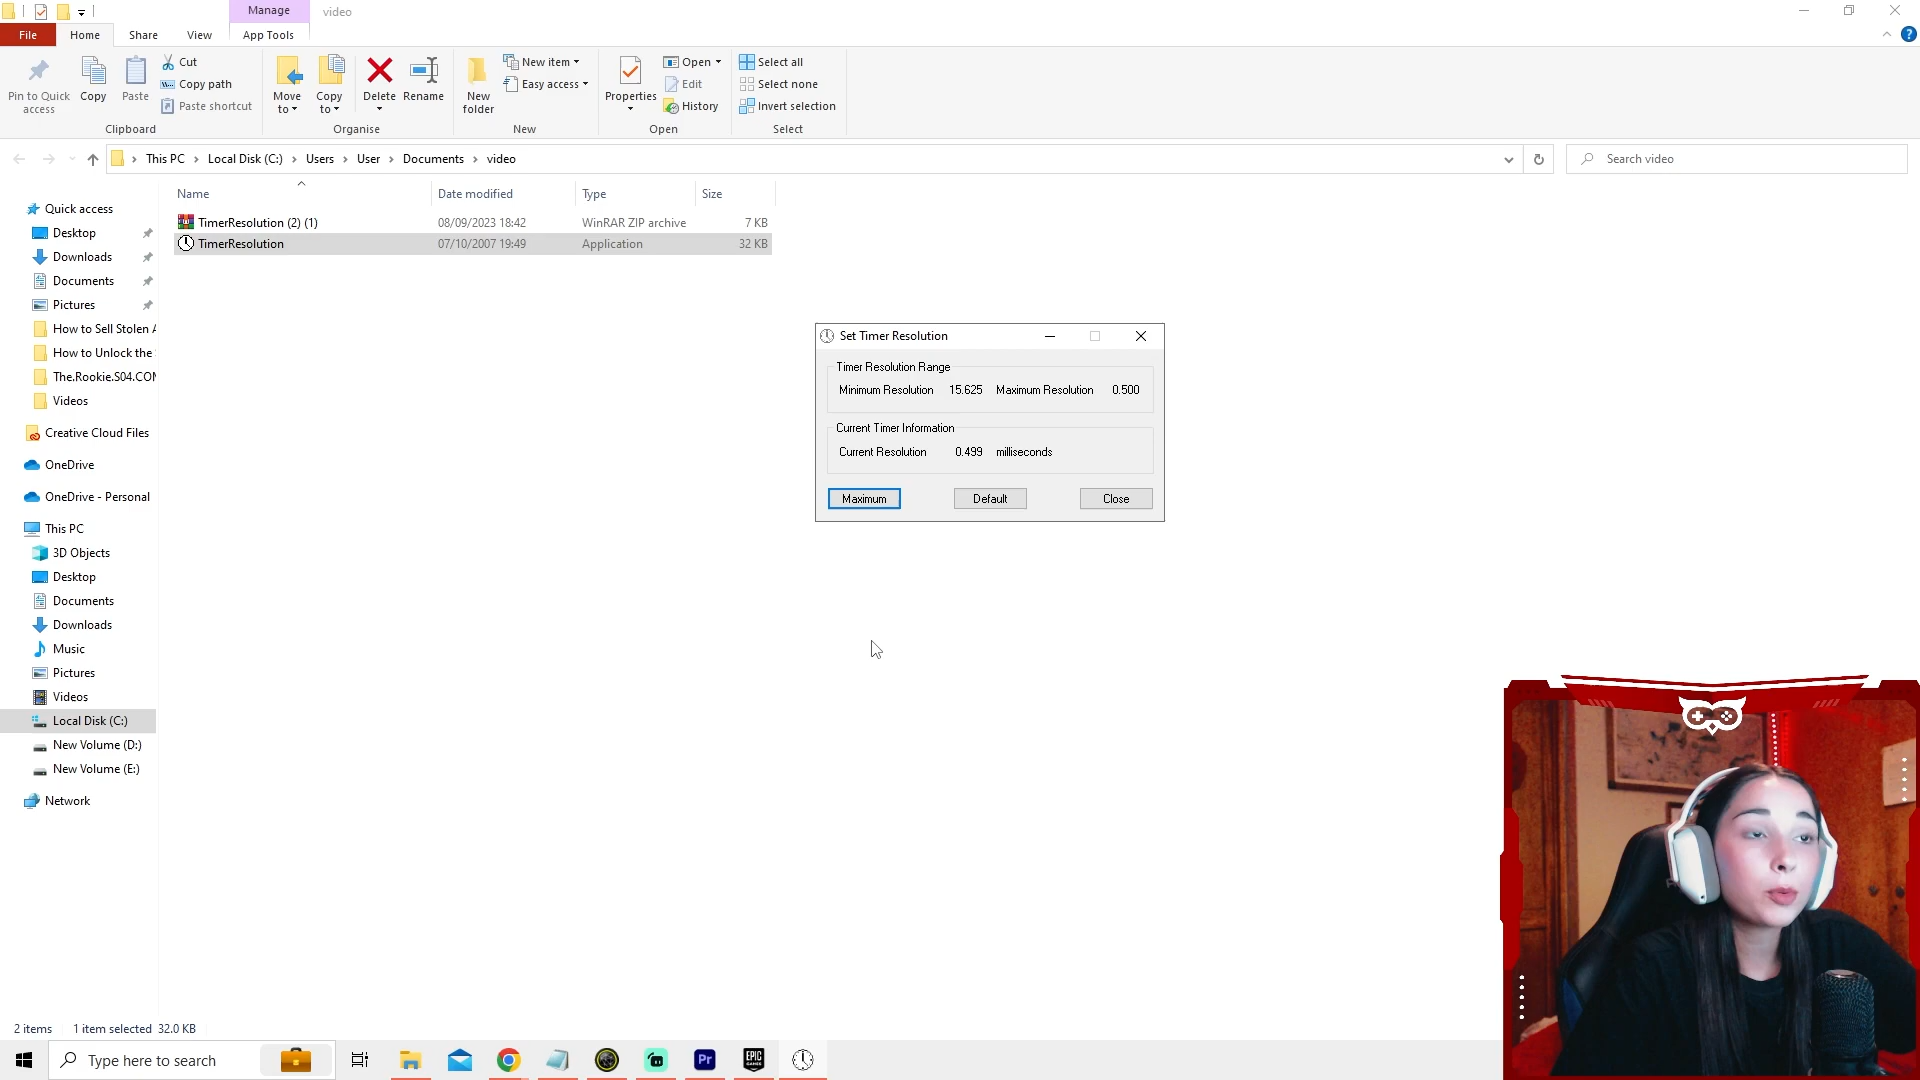 Manage
video
File
Home
Share
View
App Tools
Pin to Quick access
Copy
Paste
Cut
Copy path
Paste shortcut
Clipboard
Move to
Copy to
Delete
Rename
Organise
New folder
New item
Easy access
New
Properties
Open
Edit
History
Open
Select all
Select none
Invert selection
Select
This PC
Local Disk (C:)
Users
User
Documents
video
Search video
Name
Date modified
Type
Size
TimerResolution (2) (1)
08/09/2023 18:42
WinRAR ZIP archive
7 KB
TimerResolution
07/10/2007 19:49
Application
32 KB
Quick access
Desktop
Downloads
Documents
Pictures
How to Sell Stolen
How to Unlock the
The.Rookie.S04.COM
Videos
Creative Cloud Files
OneDrive
OneDrive - Personal
This PC
3D Objects
Desktop
Documents
Downloads
Music
Pictures
Videos
Local Disk (C:)
New Volume (D:)
New Volume (E:)
Network
Set Timer Resolution
Timer Resolution Range
Minimum Resolution 15.625 Maximum Resolution 0.500
Current Timer Information
Current Resolution 0.499 milliseconds
Maximum
Default
Close
2 items
1 item selected 32.0 KB
Type here to search
Pr
EPIC GAMES